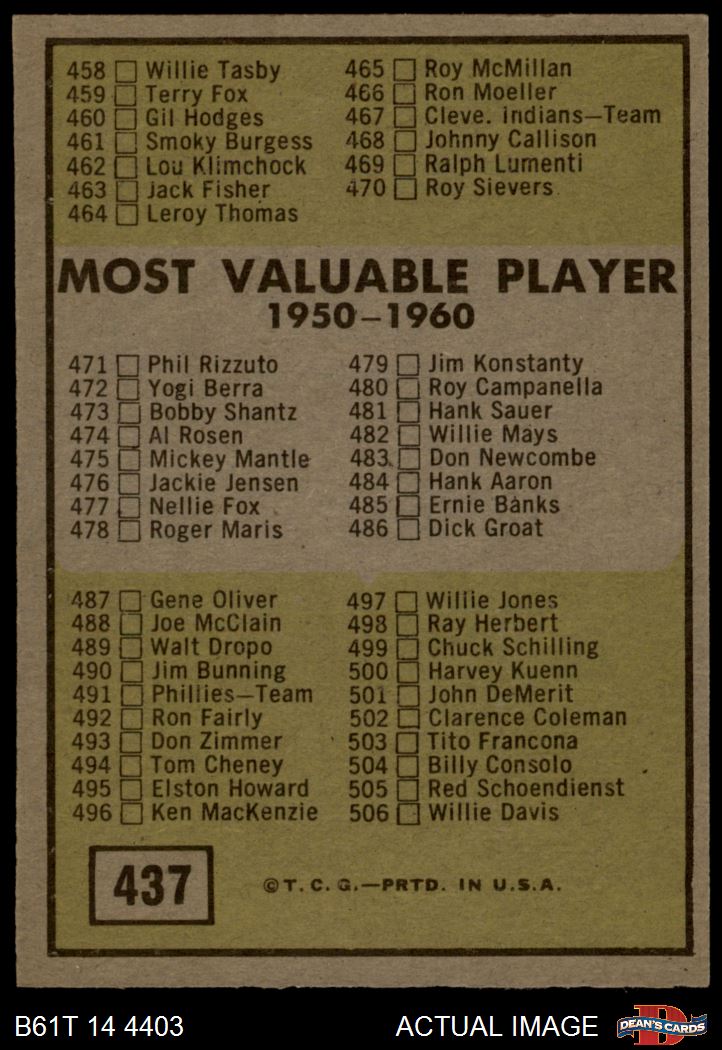 458 Willie Tasby
459 Terry Fox
460 Gil Hodges
461 Smoky Burgess
462 Lou Klimchock
463 Jack Fisher
464 Leroy Thomas
465 Roy McMillan
466 Ron Moeller
467 Cleve. Indians—Team
468 Johnny Callison
469 Ralph Lumenti
470 Roy Sievers
MOST VALUABLE PLAYER
1950–1960
471 Phil Rizzuto
472 Yogi Berra
473 Bobby Shantz
474 Al Rosen
475 Mickey Mantle
476 Jackie Jensen
477 Nellie Fox
478 Roger Maris
479 Jim Konstanty
480 Roy Campanella
481 Hank Sauer
482 Willie Mays
483 Don Newcombe
484 Hank Aaron
485 Ernie Banks
486 Dick Groat
487 Gene Oliver
488 Joe McClain
489 Walt Dropo
490 Jim Bunning
491 Phillies—Team
492 Ron Fairly
493 Don Zimmer
494 Tom Cheney
495 Elston Howard
496 Ken MacKenzie
497 Willie Jones
498 Ray Herbert
499 Chuck Schilling
500 Harvey Kuenn
501 John DeMerit
502 Clarence Coleman
503 Tito Francona
504 Billy Consolo
505 Red Schoendienst
506 Willie Davis
437
©T. C. G.—PRTD. IN U.S.A.
B61T 14 4403
ACTUAL IMAGE
D
DEAN'S CARDS